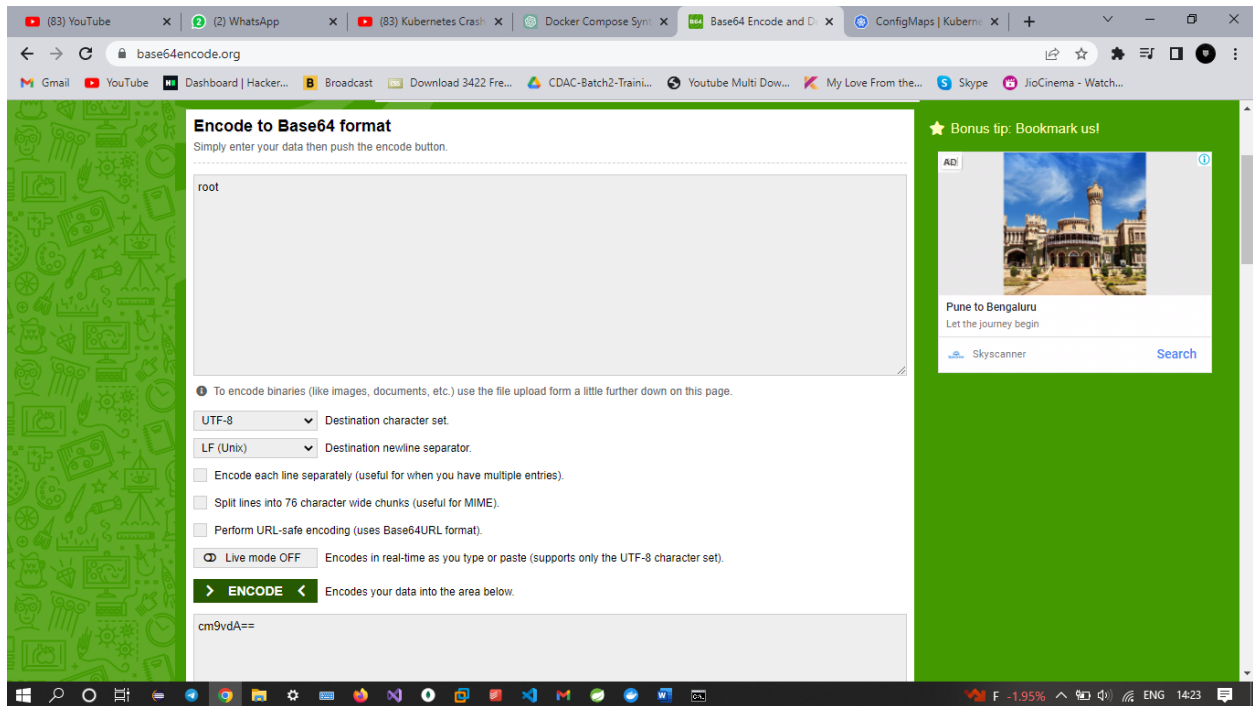 (83) YouTube
(2) WhatsApp
(83) Kubernetes Crash
Docker Compose Synt
Base64 Encode and D
ConfigMaps | Kuberne
base64encode.org
Gmail
YouTube
Dashboard | Hacker...
Broadcast
Download 3422 Fre...
CDAC-Batch2-Traini...
Youtube Multi Dow...
My Love From the...
Skype
JioCinema - Watch...
Encode to Base64 format
Simply enter your data then push the encode button.
root
To encode binaries (like images, documents, etc.) use the file upload form a little further down on this page.
UTF-8 Destination character set.
LF (Unix) Destination newline separator.
Encode each line separately (useful for when you have multiple entries).
Split lines into 76 character wide chunks (useful for MIME).
Perform URL-safe encoding (uses Base64URL format).
Live mode OFF Encodes in real-time as you type or paste (supports only the UTF-8 character set).
> ENCODE < Encodes your data into the area below.
cm9vdA==
Bonus tip: Bookmark us!
AD
Pune to Bengaluru
Let the journey begin
Skyscanner Search
F -1.95% ENG 14:23